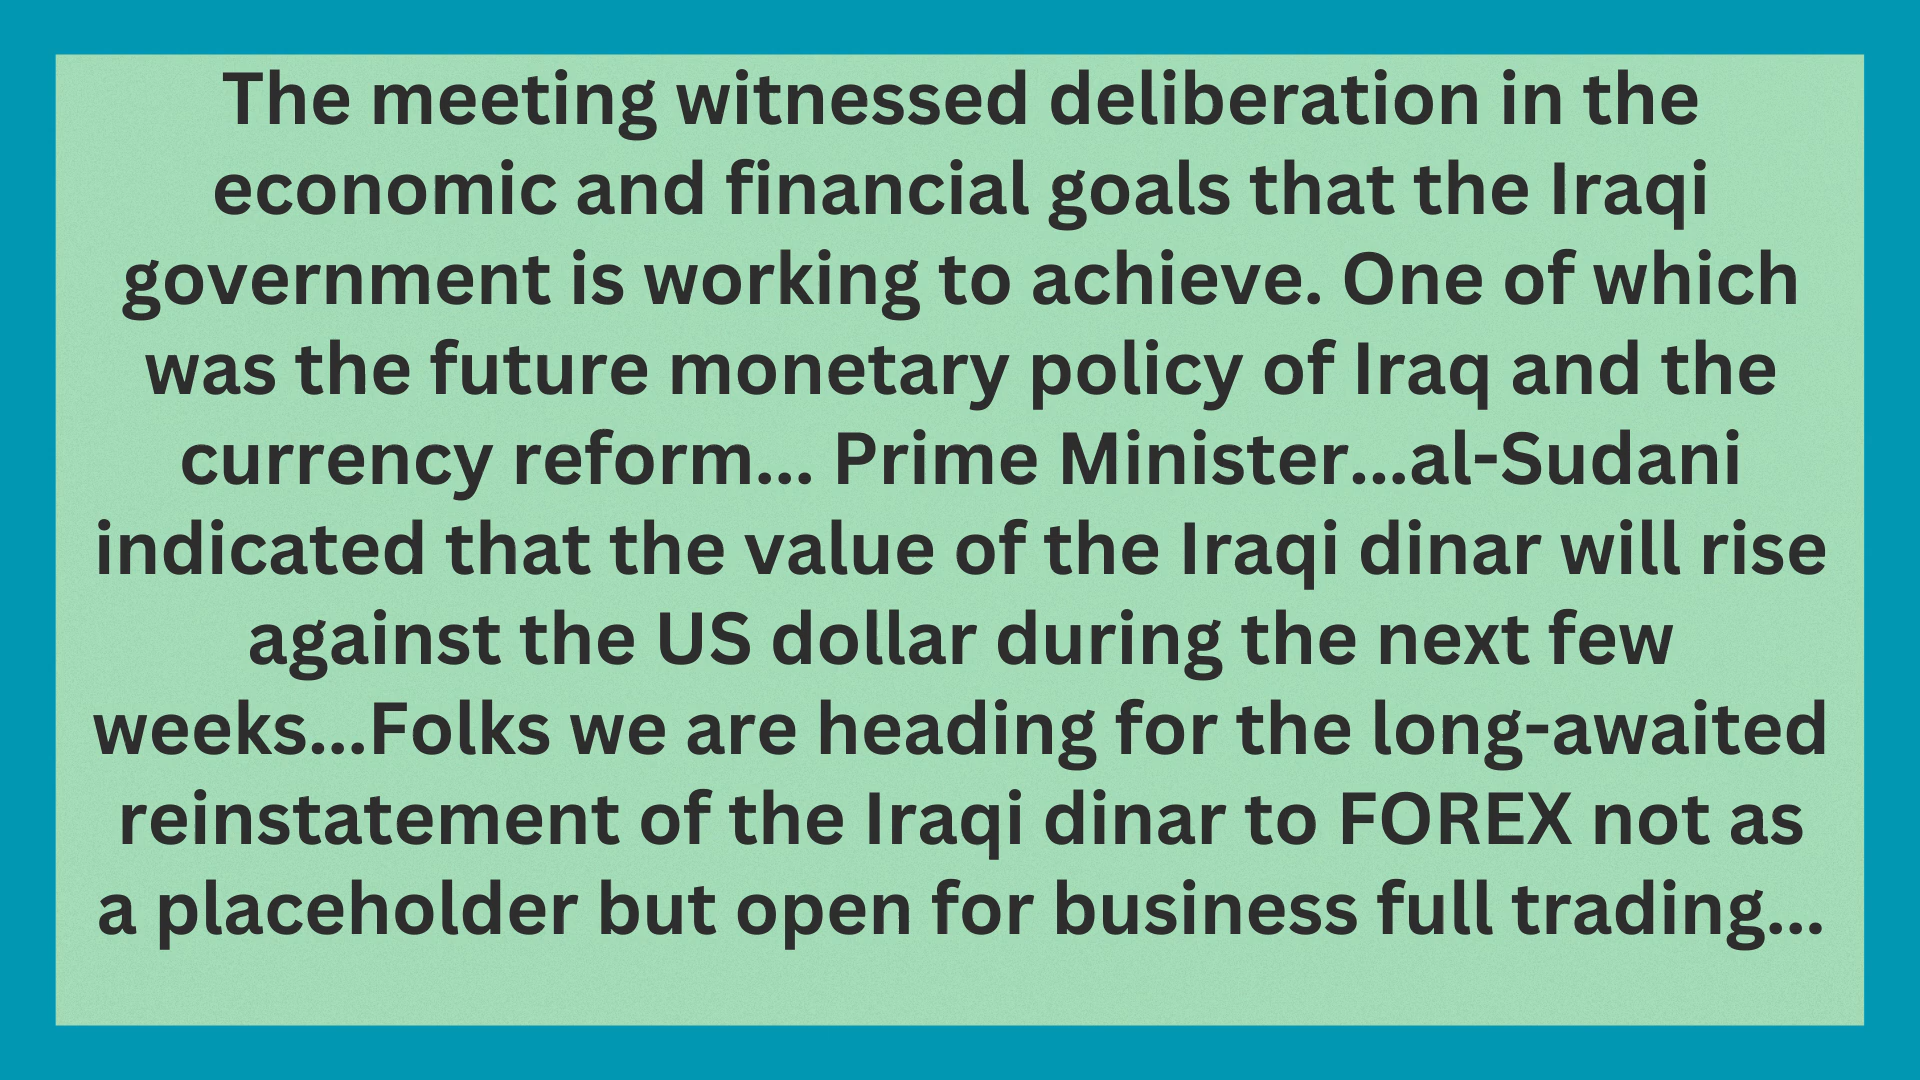 The meeting witnessed deliberation in the
economic and financial goals that the Iraqi
government is working to achieve. One of which
was the future monetary policy of Iraq and the
currency reform... Prime Minister...al-Sudani
indicated that the value of the Iraqi dinar will rise
against the US dollar during the next few
weeks...Folks we are heading for the long-awaited
reinstatement of the Iraqi dinar to FOREX not as
a placeholder but open for business full trading...